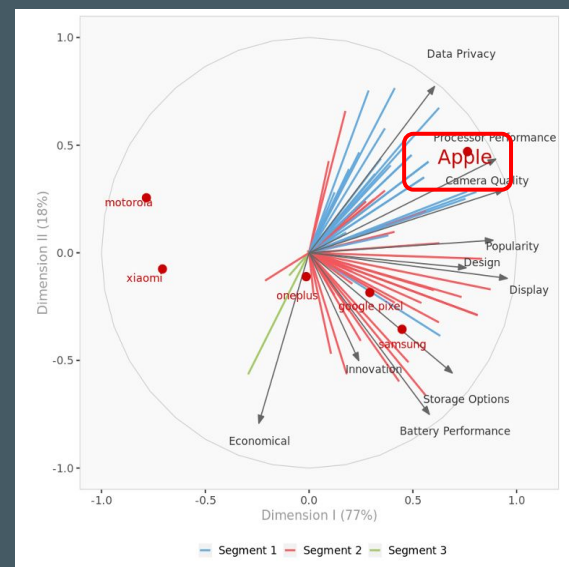 1.0
Data Privacy
0.5
Processor Performance
Apple
Camera Quality
motorola
Popularity
0.0
Design
xiaomi
Display
oneplus
google pixel
samsung
Innovation
-0.5
Storage Options
Battery Performance
Economical
-1.0
-1.0 -0.5 0.0 0.5 1.0
Dimension I (77%)
Dimension II (18%)
Segment 1 Segment 2 Segment 3